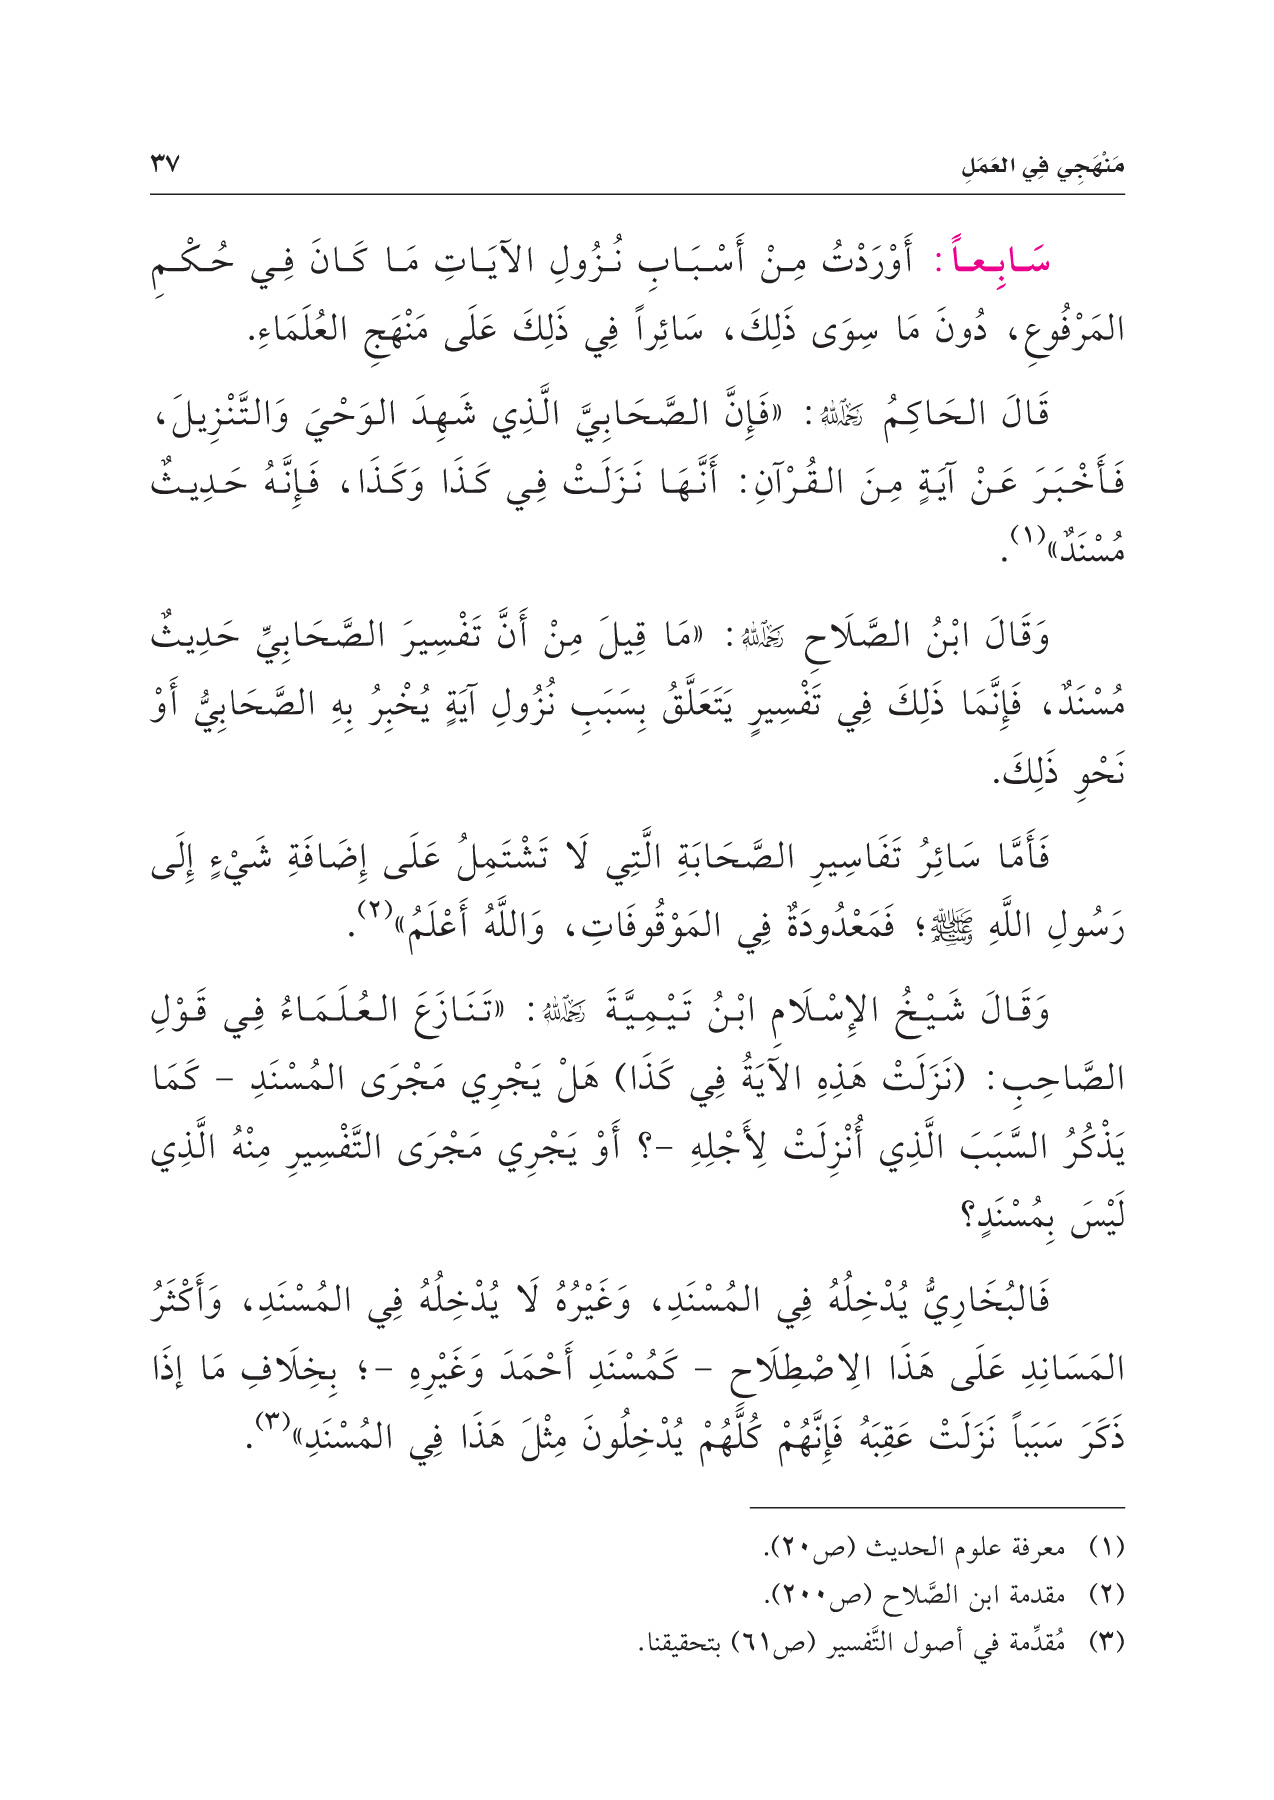 مَنْهَجِي فِي العَمَلِ ٣٧
سَابِعاً: أَوْرَدْتُ مِنْ أَسْبَابِ نُزُولِ الآيَاتِ مَا كَانَ فِي حُكْمِ
المَرْفُوعِ، دُونَ مَا سِوَى ذَلِكَ، سَائِراً فِي ذَلِكَ عَلَى مَنْهَجِ العُلَمَاءِ.
قَالَ الحَاكِمُ رَحِمَهُ اللَّهُ: «فَإِنَّ الصَّحَابِيَّ الَّذِي شَهِدَ الوَحْيَ وَالتَّنْزِيلَ،
فَأَخْبَرَ عَنْ آيَةٍ مِنَ القُرْآنِ: أَنَّهَا نَزَلَتْ فِي كَذَا وَكَذَا، فَإِنَّهُ حَدِيثٌ
مُسْنَدٌ»(١).
وَقَالَ ابْنُ الصَّلَاحِ رَحِمَهُ اللَّهُ: «مَا قِيلَ مِنْ أَنَّ تَفْسِيرَ الصَّحَابِيِّ حَدِيثٌ
مُسْنَدٌ، فَإِنَّمَا ذَلِكَ فِي تَفْسِيرٍ يَتَعَلَّقُ بِسَبَبِ نُزُولِ آيَةٍ يُخْبِرُ بِهِ الصَّحَابِيُّ أَوْ
نَحْوِ ذَلِكَ.
فَأَمَّا سَائِرُ تَفَاسِيرِ الصَّحَابَةِ الَّتِي لَا تَشْتَمِلُ عَلَى إِضَافَةِ شَيْءٍ إِلَى
رَسُولِ اللَّهِ ﷺ؛ فَمَعْدُودَةٌ فِي المَوْقُوفَاتِ، وَاللَّهُ أَعْلَمُ»(٢).
وَقَالَ شَيْخُ الإِسْلَامِ ابْنُ تَيْمِيَّةَ رَحِمَهُ اللَّهُ: «تَنَازَعَ العُلَمَاءُ فِي قَوْلِ
الصَّاحِبِ: (نَزَلَتْ هَذِهِ الآيَةُ فِي كَذَا) هَلْ يَجْرِي مَجْرَى المُسْنَدِ - كَمَا
يَذْكُرُ السَّبَبَ الَّذِي أُنْزِلَتْ لِأَجْلِهِ -؟ أَوْ يَجْرِي مَجْرَى التَّفْسِيرِ مِنْهُ الَّذِي
لَيْسَ بِمُسْنَدٍ؟
فَالبُخَارِيُّ يُدْخِلُهُ فِي المُسْنَدِ، وَغَيْرُهُ لَا يُدْخِلُهُ فِي المُسْنَدِ، وَأَكْثَرُ
المَسَانِدِ عَلَى هَذَا الِاصْطِلَاحِ - كَمُسْنَدِ أَحْمَدَ وَغَيْرِهِ -؛ بِخِلَافِ مَا إِذَا
ذَكَرَ سَبَباً نَزَلَتْ عَقِبَهُ فَإِنَّهُمْ كُلَّهُمْ يُدْخِلُونَ مِثْلَ هَذَا فِي المُسْنَدِ»(٣).
(١) معرفة علوم الحديث (ص٢٠).
(٢) مقدمة ابن الصَّلاح (ص٢٠٠).
(٣) مُقدِّمة في أصول التَّفسير (ص٦١) بتحقيقنا.